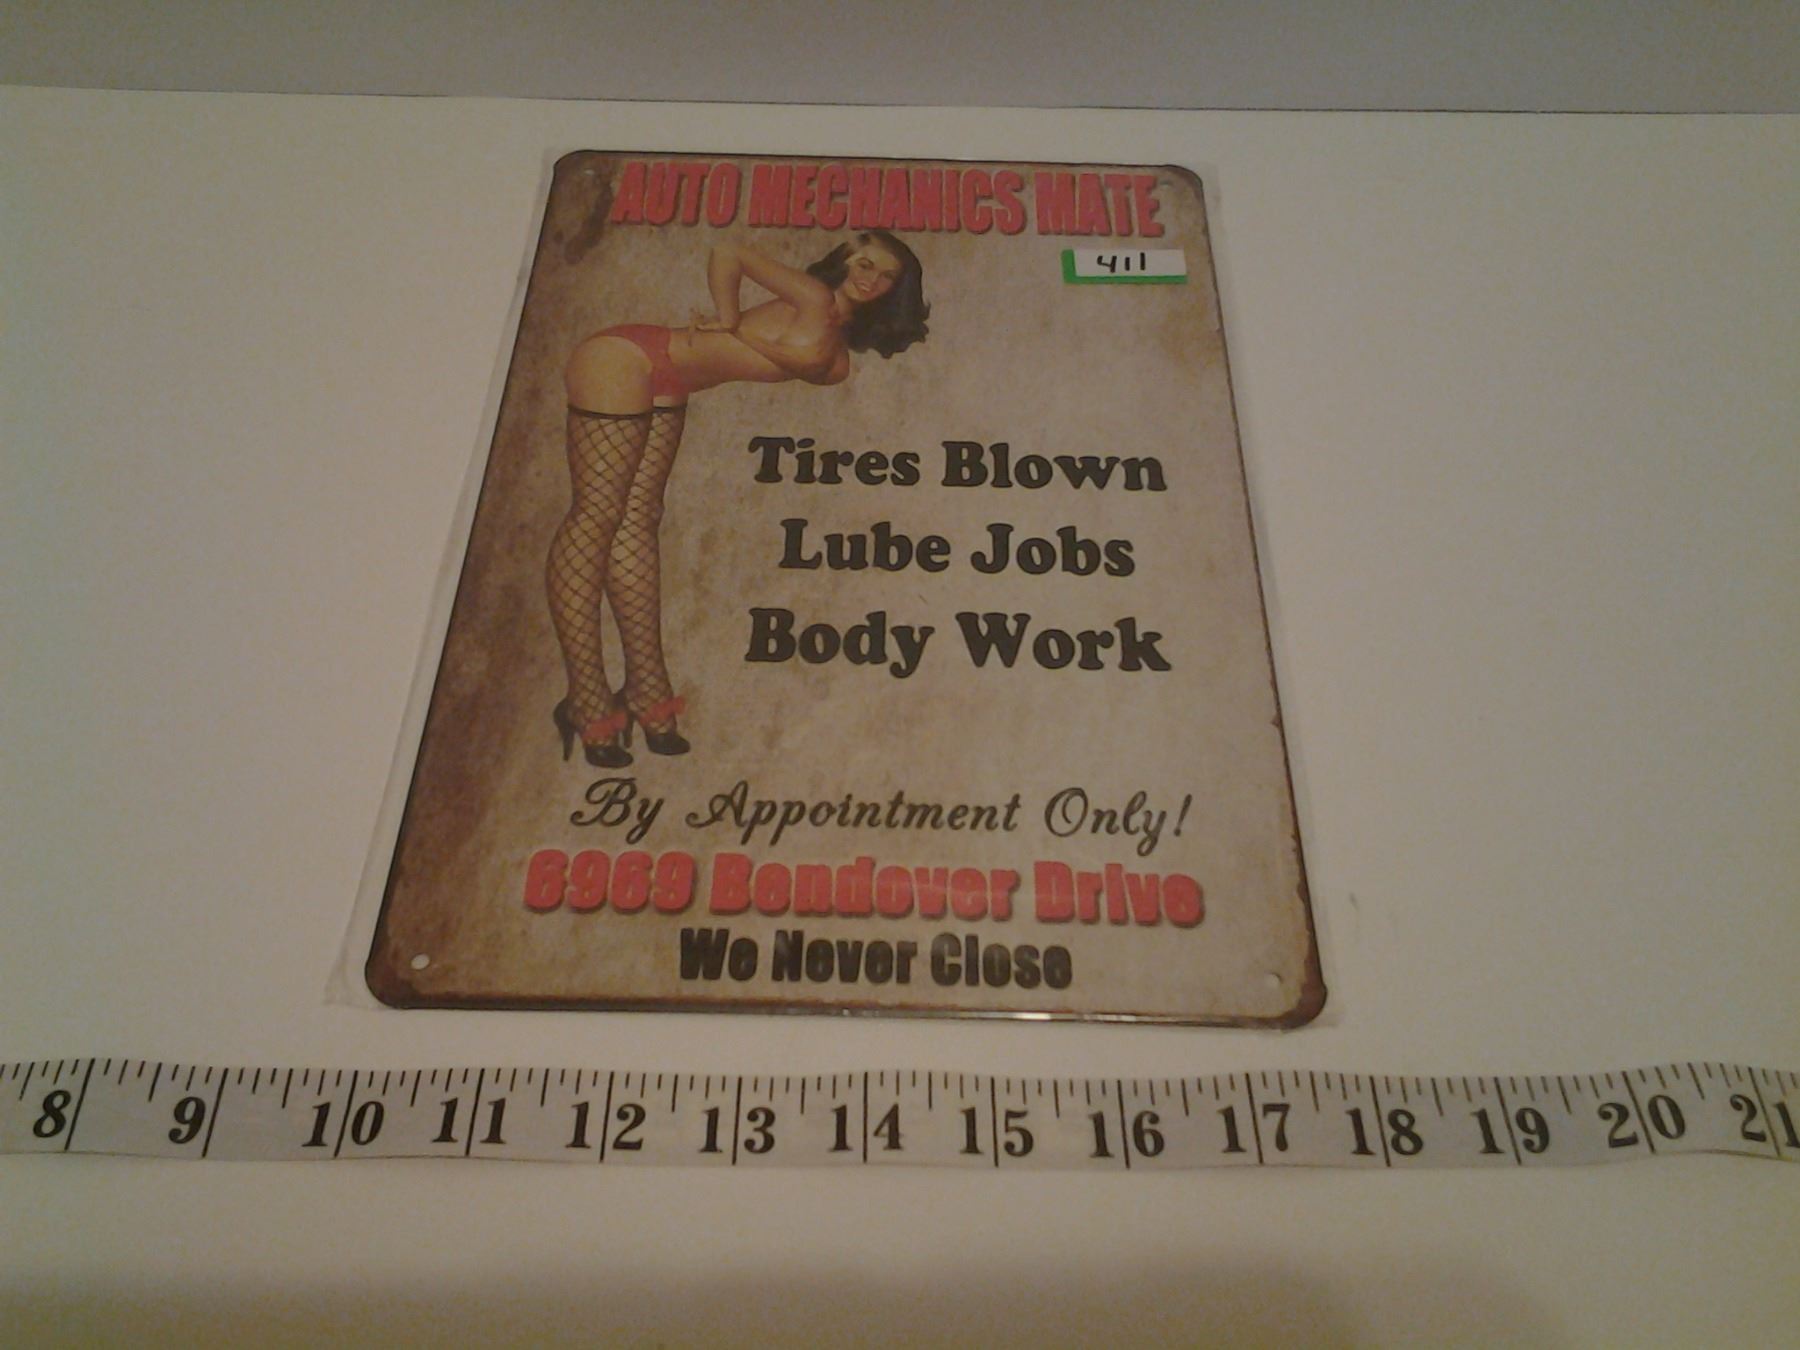 AUTO MECHANICS MATE
411
Tires Blown
Lube Jobs
Body Work
By Appointment Only!
6969 Bendover Drive
We Never Close
8 9 10 11 12 13 14 15 16 17 18 19 20 21